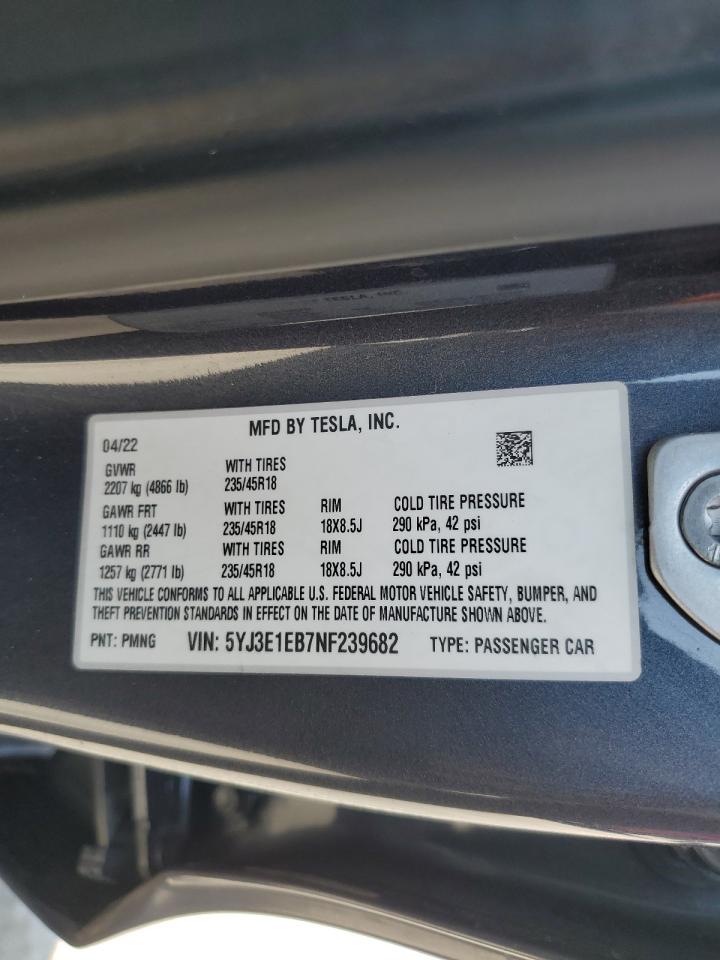 TESLA, INC.
MFD BY TESLA, INC.
04/22
GVWR WITH TIRES
2207 kg (4866 lb) 235/45R18
GAWR FRT WITH TIRES RIM COLD TIRE PRESSURE
1110 kg (2447 lb) 235/45R18 18X8.5J 290 kPa, 42 psi
GAWR RR WITH TIRES RIM COLD TIRE PRESSURE
1257 kg (2771 lb) 235/45R18 18X8.5J 290 kPa, 42 psi
THIS VEHICLE CONFORMS TO ALL APPLICABLE U.S. FEDERAL MOTOR VEHICLE SAFETY, BUMPER, AND
THEFT PREVENTION STANDARDS IN EFFECT ON THE DATE OF MANUFACTURE SHOWN ABOVE.
PNT: PMNG VIN: 5YJ3E1EB7NF239682 TYPE: PASSENGER CAR